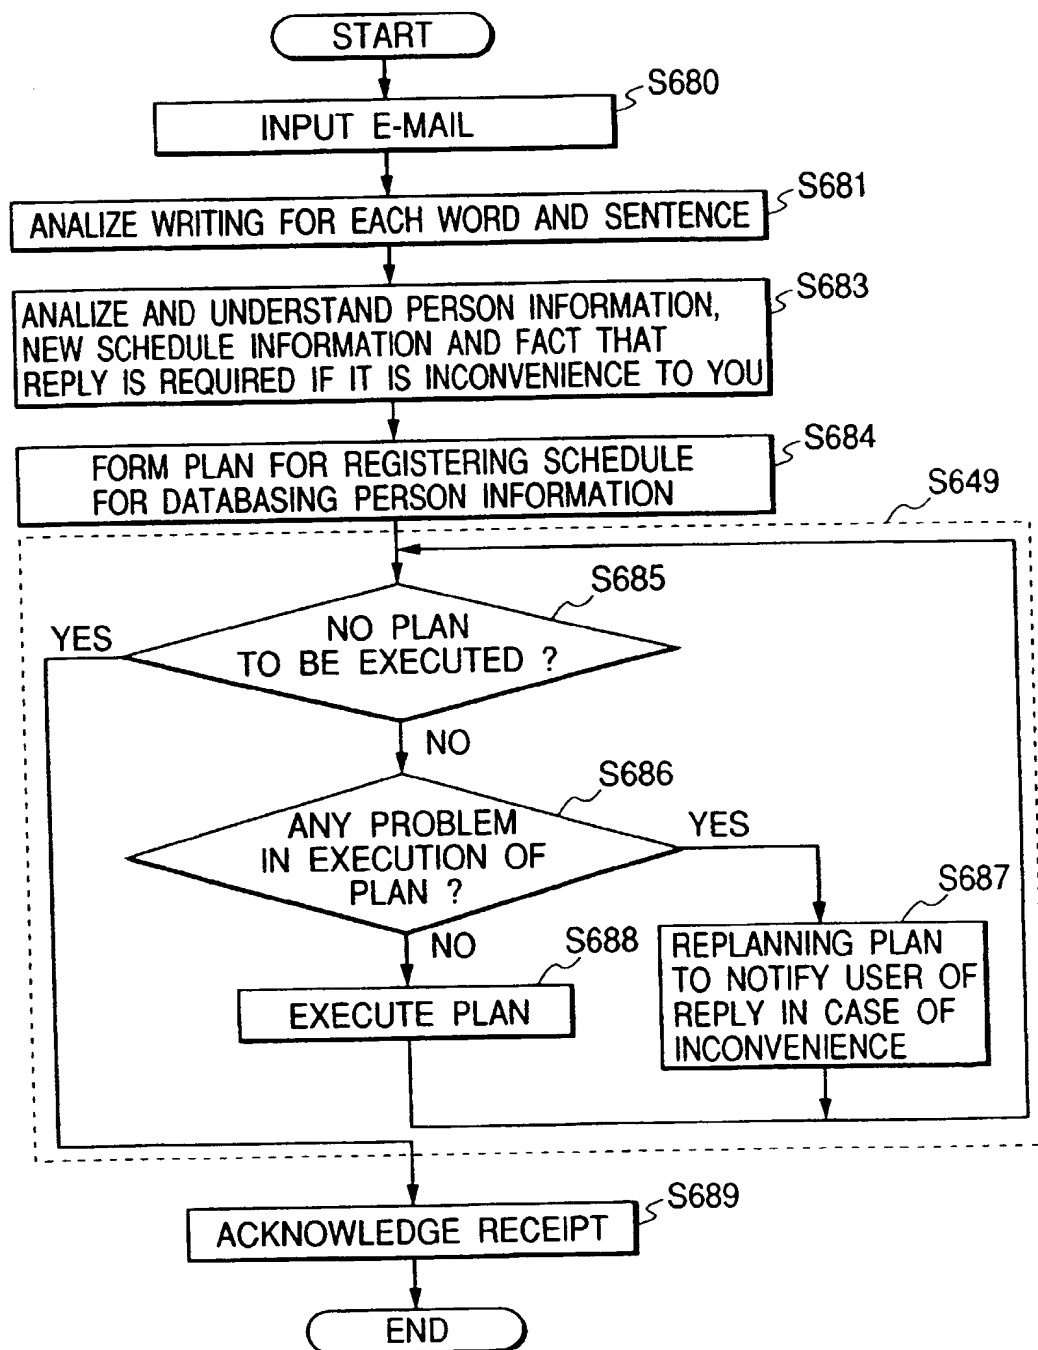 START
S680
INPUT E-MAIL
S681
ANALIZE WRITING FOR EACH WORD AND SENTENCE
S683
ANALIZE AND UNDERSTAND PERSON INFORMATION,
NEW SCHEDULE INFORMATION AND FACT THAT
REPLY IS REQUIRED IF IT IS INCONVENIENCE TO YOU
S684
FORM PLAN FOR REGISTERING SCHEDULE
FOR DATABASING PERSON INFORMATION
S649
S685
YES
NO PLAN
TO BE EXECUTED ?
NO
S686
ANY PROBLEM
IN EXECUTION OF
PLAN ?
YES
S687
NO
S688
REPLANNING PLAN
TO NOTIFY USER OF
REPLY IN CASE OF
INCONVENIENCE
EXECUTE PLAN
S689
ACKNOWLEDGE RECEIPT
END